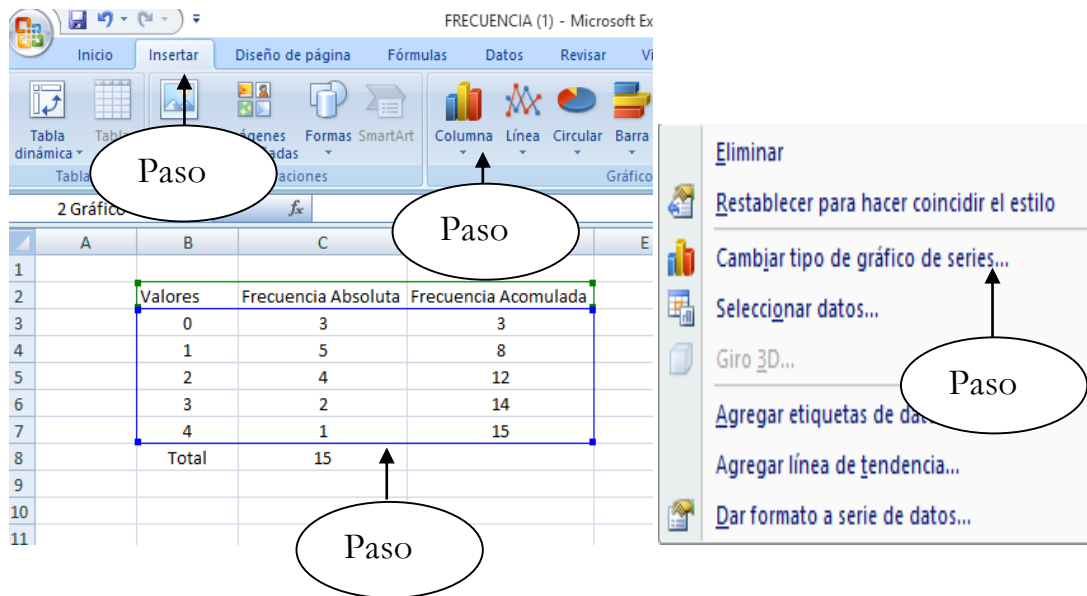 FRECUENCIA (1) - Microsoft Ex
Inicio Insertar Diseño de página Fórmulas Datos Revisar Vi
Tabla dinámica Tabla Formas SmartArt Columna Línea Circular Barra
Paso
Gráfico
2 Gráfico fx
Paso
A B C E
1
2 Valores Frecuencia Absoluta Frecuencia Acomulada
3 0 3 3
4 1 5 8
5 2 4 12
6 3 2 14
7 4 1 15
8 Total 15
9
10
11
Paso
Eliminar
Restablecer para hacer coincidir el estilo
Cambiar tipo de gráfico de series...
Seleccionar datos...
Giro 3D...
Paso
Agregar etiquetas de
Agregar línea de tendencia...
Dar formato a serie de datos...